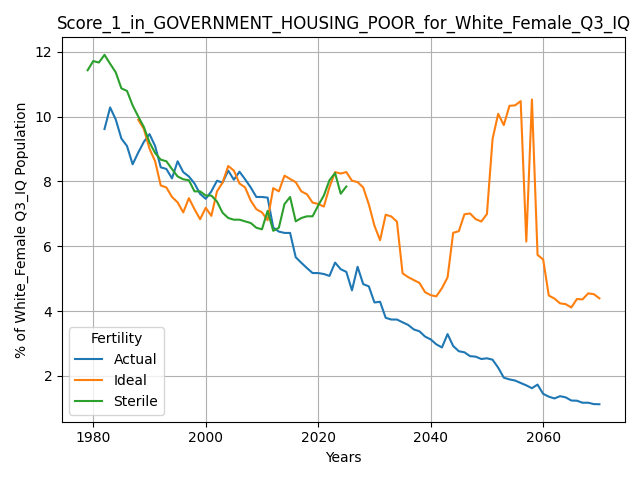 Score_1_in_GOVERNMENT_HOUSING_POOR_for_White_Female_Q3_IQ
% of White_Female Q3_IQ Population
12
10
8
6
4
2
Fertility
Actual
Ideal
Sterile
1980
2000
2020
2040
2060
Years